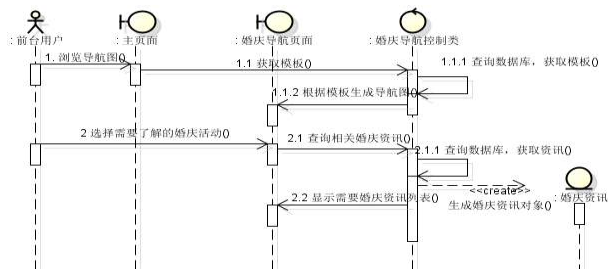 : 前台用户
: 主页面
: 婚庆导航页面
: 婚庆导航控制类
1. 浏览导航图()
1.1 获取模板()
1.1.1 查询数据库，获取模板()
1.1.2 根据模板生成导航图()
2 选择需要了解的婚庆活动()
2.1 查询相关婚庆资讯()
2.1.1 查询数据库，获取资讯()
<<create>>
生成婚庆资讯对象()
: 婚庆资讯
2.2 显示需要婚庆资讯列表()